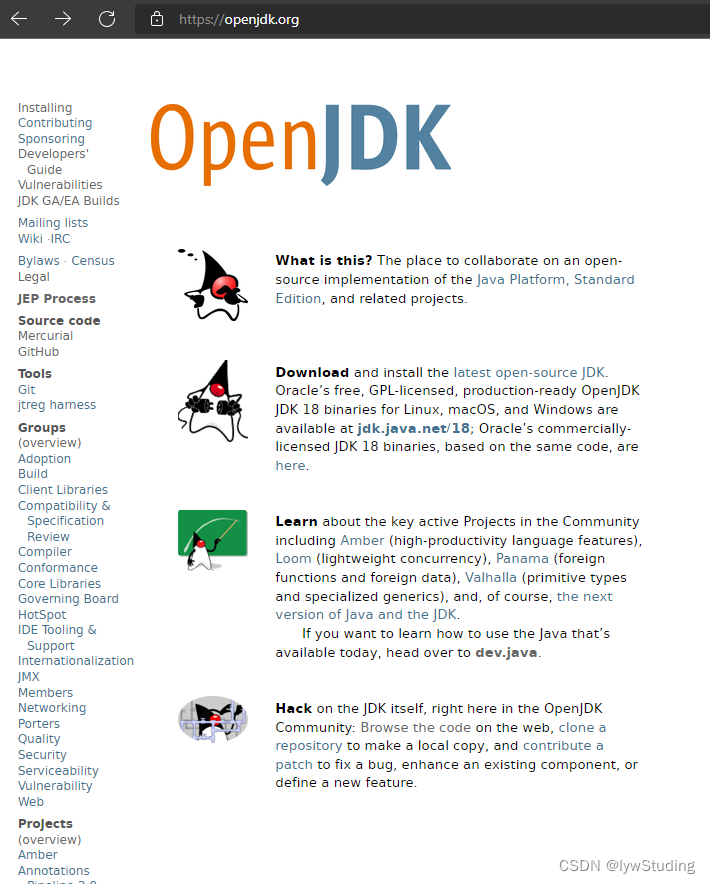 https://openjdk.org
OpenJDK
Installing
Contributing
Sponsoring
Developers'
Guide
Vulnerabilities
JDK GA/EA Builds
Mailing lists
Wiki ·IRC
Bylaws · Census
Legal
JEP Process
Source code
Mercurial
GitHub
Tools
Git
jtreg harness
Groups
(overview)
Adoption
Build
Client Libraries
Compatibility &
Specification
Review
Compiler
Conformance
Core Libraries
Governing Board
HotSpot
IDE Tooling &
Support
Internationalization
JMX
Members
Networking
Porters
Quality
Security
Serviceability
Vulnerability
Web
Projects
(overview)
Amber
Annotations
Pipeline 2.0
What is this? The place to collaborate on an open-
source implementation of the Java Platform, Standard
Edition, and related projects.
Download and install the latest open-source JDK.
Oracle’s free, GPL-licensed, production-ready OpenJDK
JDK 18 binaries for Linux, macOS, and Windows are
available at jdk.java.net/18; Oracle’s commercially-
licensed JDK 18 binaries, based on the same code, are
here.
Learn about the key active Projects in the Community
including Amber (high-productivity language features),
Loom (lightweight concurrency), Panama (foreign
functions and foreign data), Valhalla (primitive types
and specialized generics), and, of course, the next
version of Java and the JDK.
If you want to learn how to use the Java that’s
available today, head over to dev.java.
Hack on the JDK itself, right here in the OpenJDK
Community: Browse the code on the web, clone a
repository to make a local copy, and contribute a
patch to fix a bug, enhance an existing component, or
define a new feature.
CSDN @lywStuding